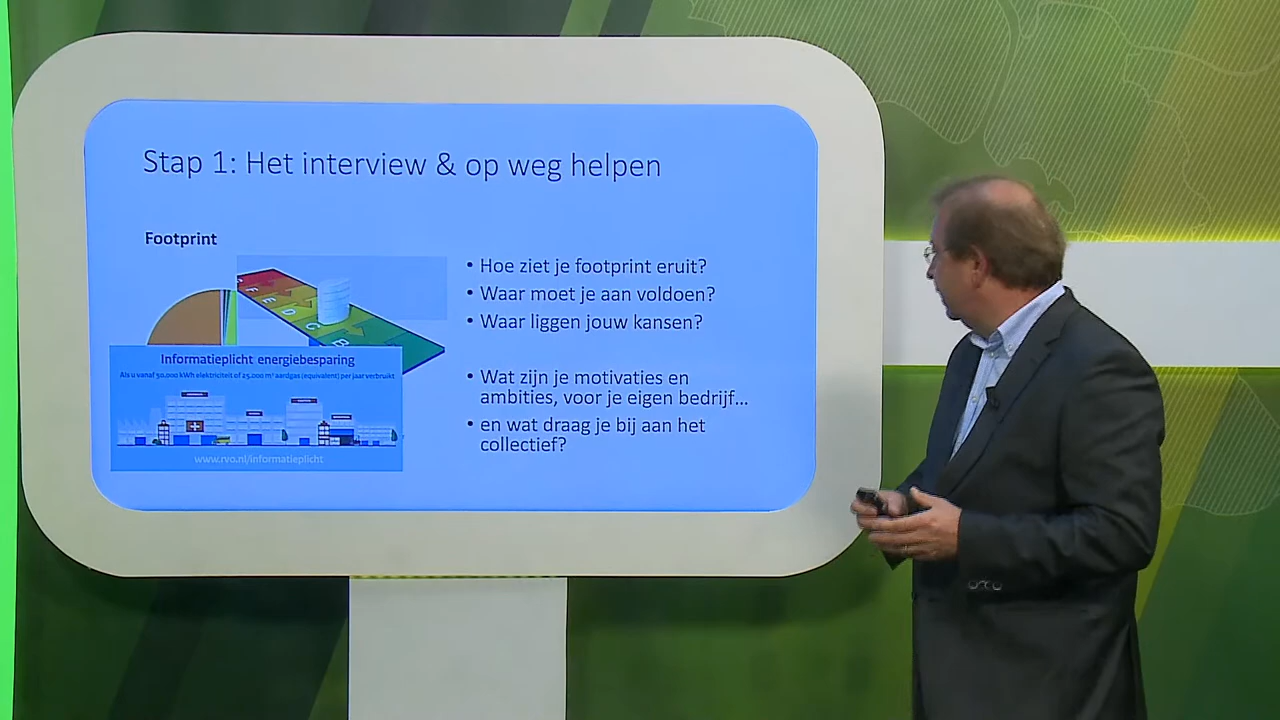 Stap 1: Het interview & op weg helpen
Footprint
F
E
D
C
B
Informatieplicht energiebesparing
Als u vanaf 50.000 kWh elektriciteit of 25.000 m³ aardgas (equivalent) per jaar verbruikt
www.rvo.nl/informatieplicht
• Hoe ziet je footprint eruit?
• Waar moet je aan voldoen?
• Waar liggen jouw kansen?
• Wat zijn je motivaties en
ambities, voor je eigen bedrijf...
• en wat draag je bij aan het
collectief?